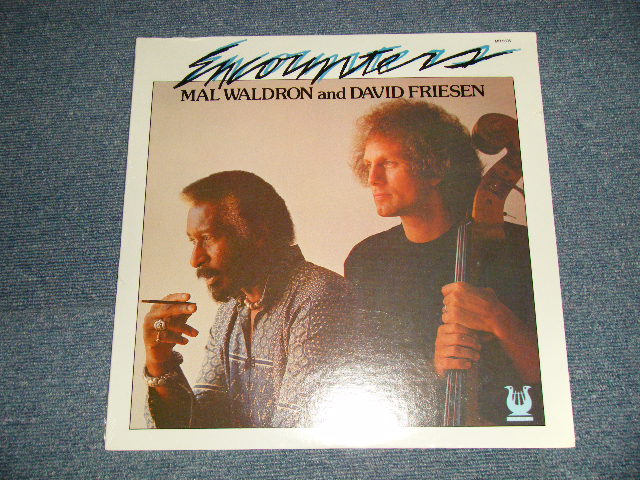 Encounters
MAL WALDRON and DAVID FRIESEN